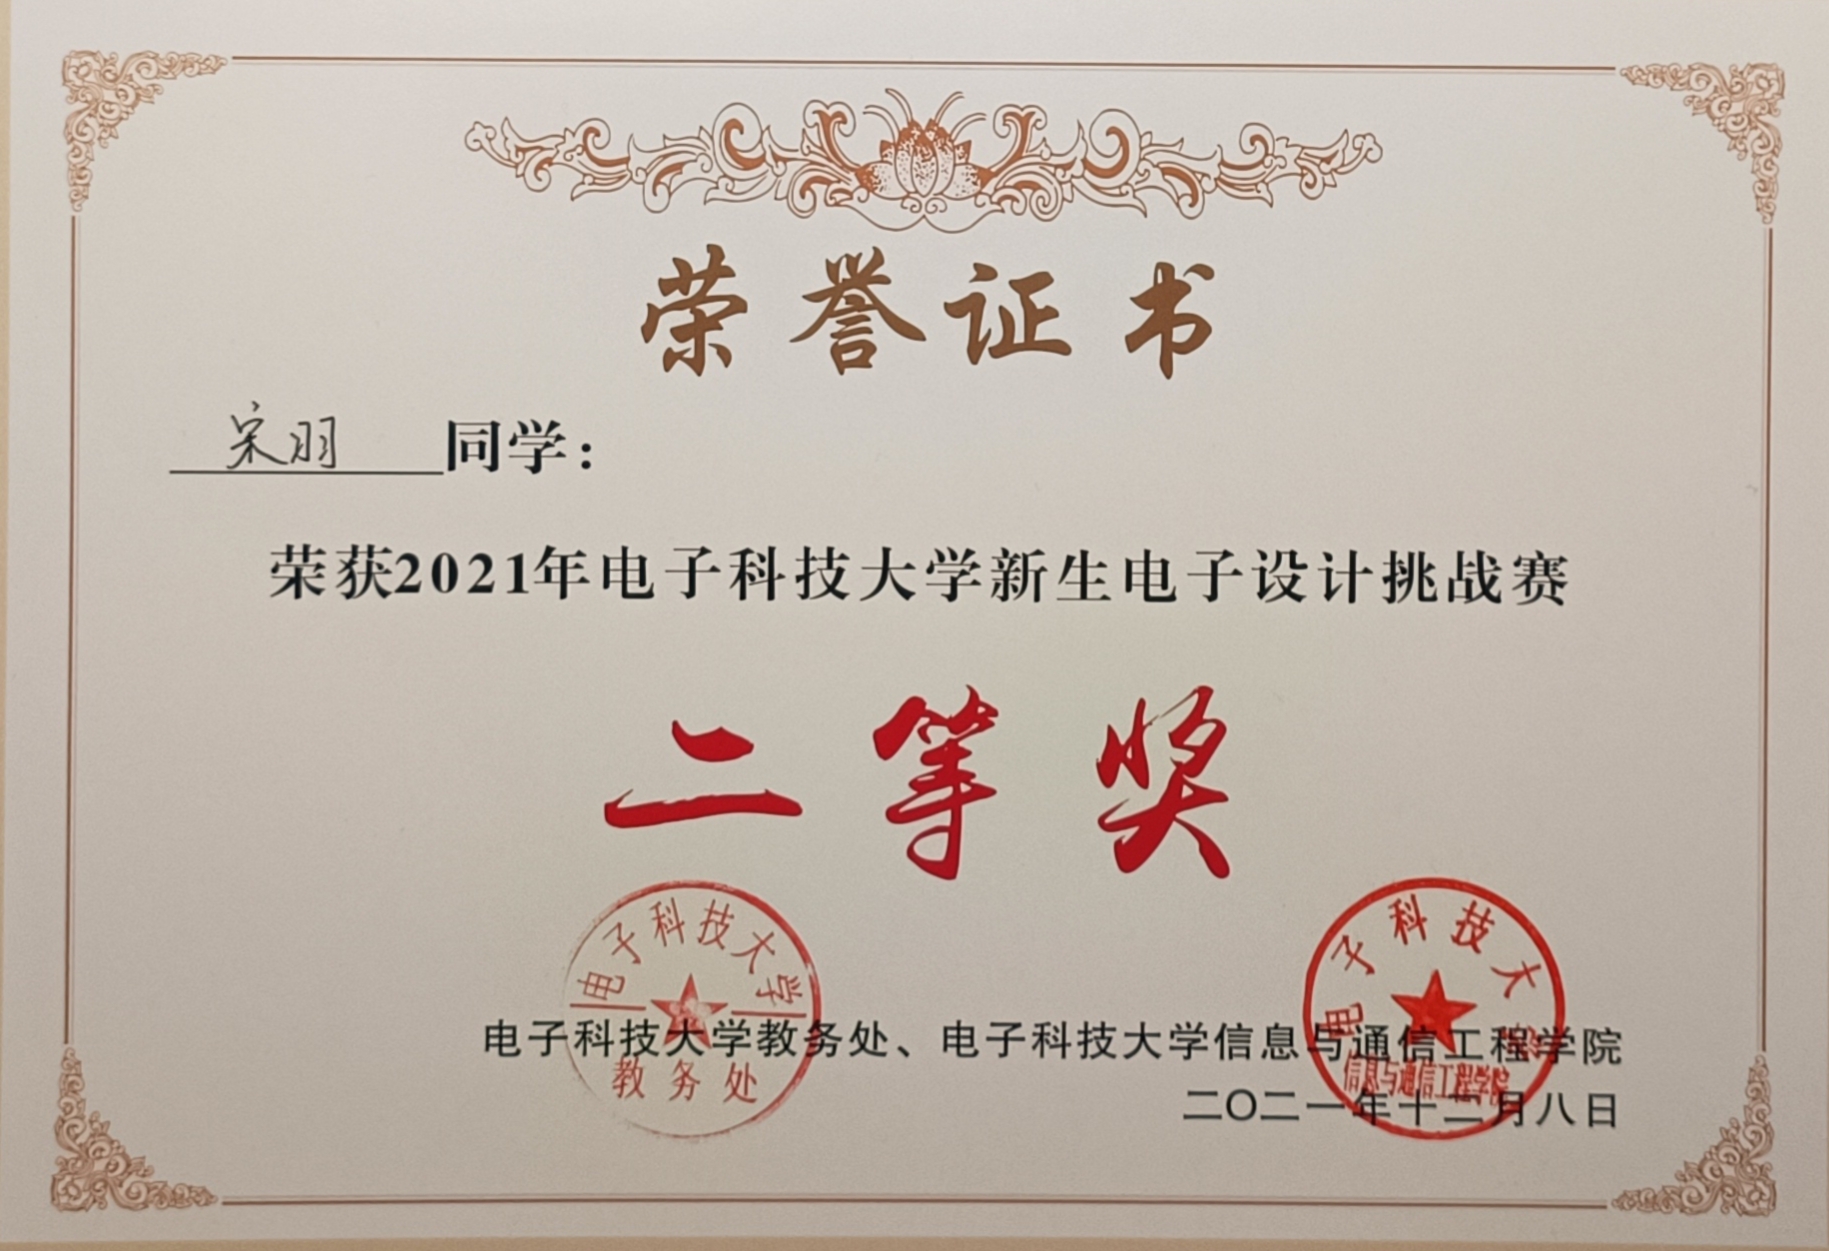 荣誉证书
宋羽 同学：
荣获2021年电子科技大学新生电子设计挑战赛
二等奖
电子科技大学
教务处
电子科技大学
信息与通信工程学院
电子科技大学教务处、电子科技大学信息与通信工程学院
二〇二一年十二月八日